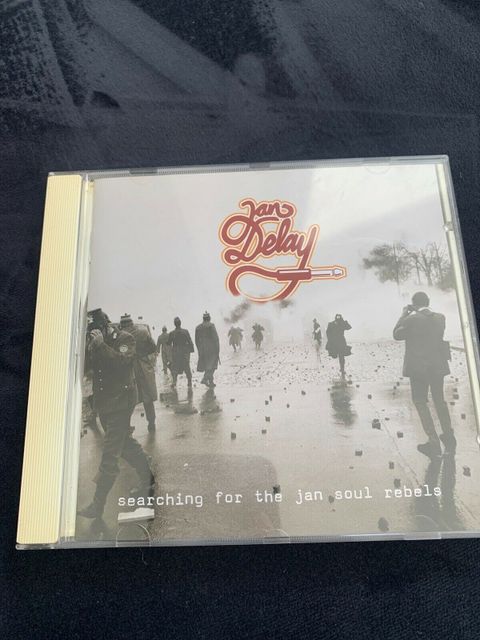 Jan
Delay
searching for the jan soul rebels